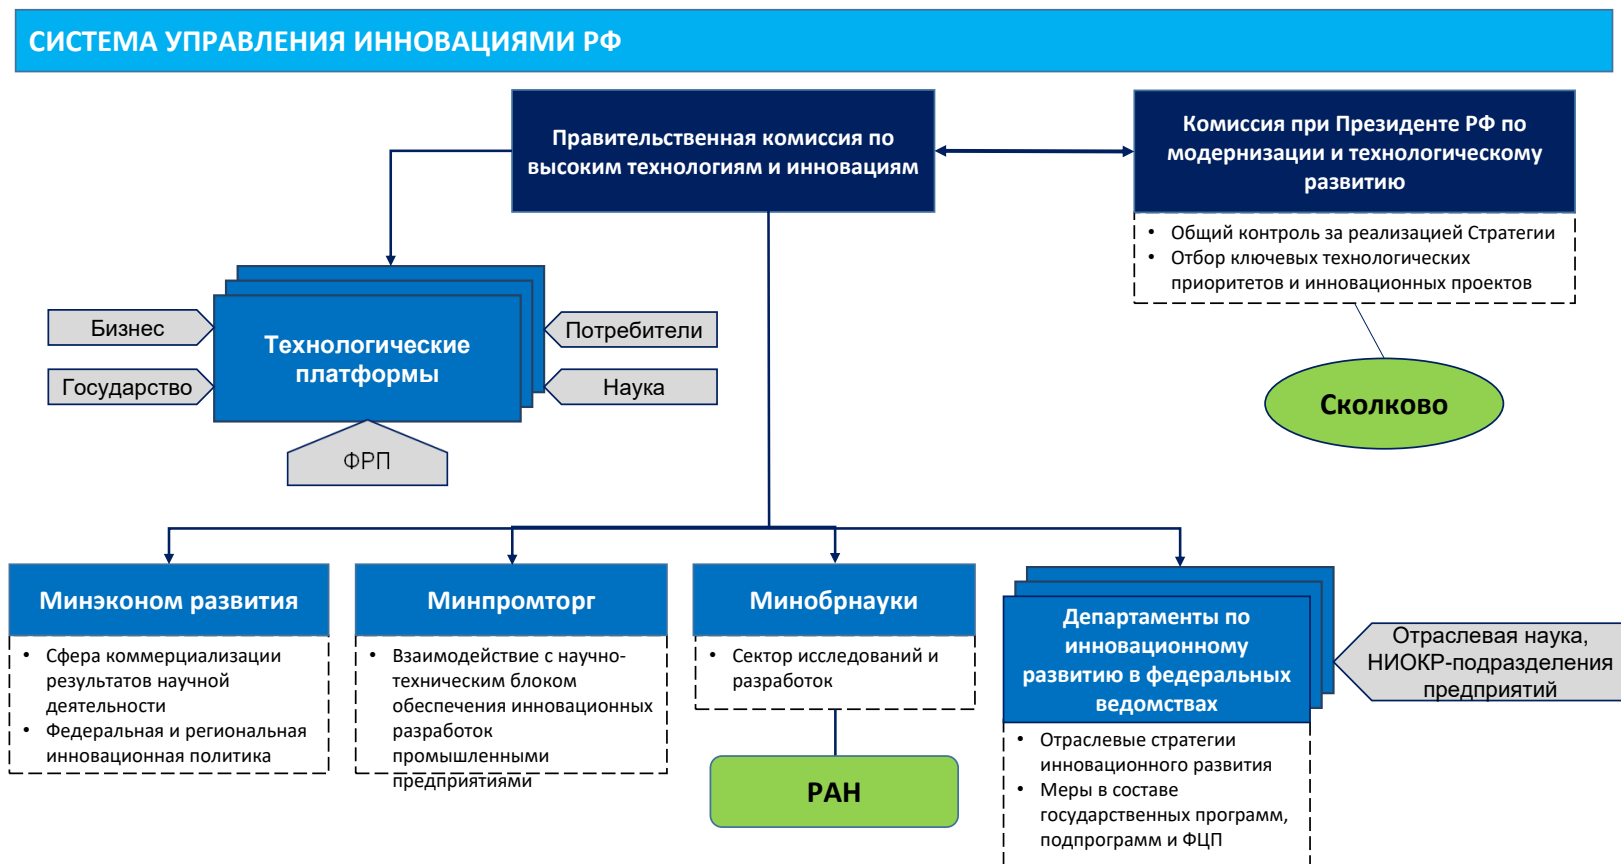 СИСТЕМА УПРАВЛЕНИЯ ИННОВАЦИЯМИ РФ
Правительственная комиссия по
высоким технологиям и инновациям
Комиссия при Президенте РФ по
модернизации и технологическому
развитию
• Общий контроль за реализацией Стратегии
• Отбор ключевых технологических
приоритетов и инновационных проектов
Бизнес
Государство
Технологические
платформы
Потребители
Наука
ФРП
Сколково
Минэконом развития
• Сфера коммерциализации
результатов научной
деятельности
• Федеральная и региональная
инновационная политика
Минпромторг
• Взаимодействие с научно-
техническим блоком
обеспечения инновационных
разработок
промышленными
предприятиями
Минобрнауки
• Сектор исследований и
разработок
РАН
Департаменты по
инновационному
развитию в федеральных
ведомствах
• Отраслевые стратегии
инновационного развития
• Меры в составе
государственных программ,
подпрограмм и ФЦП
Отраслевая наука,
НИОКР-подразделения
предприятий